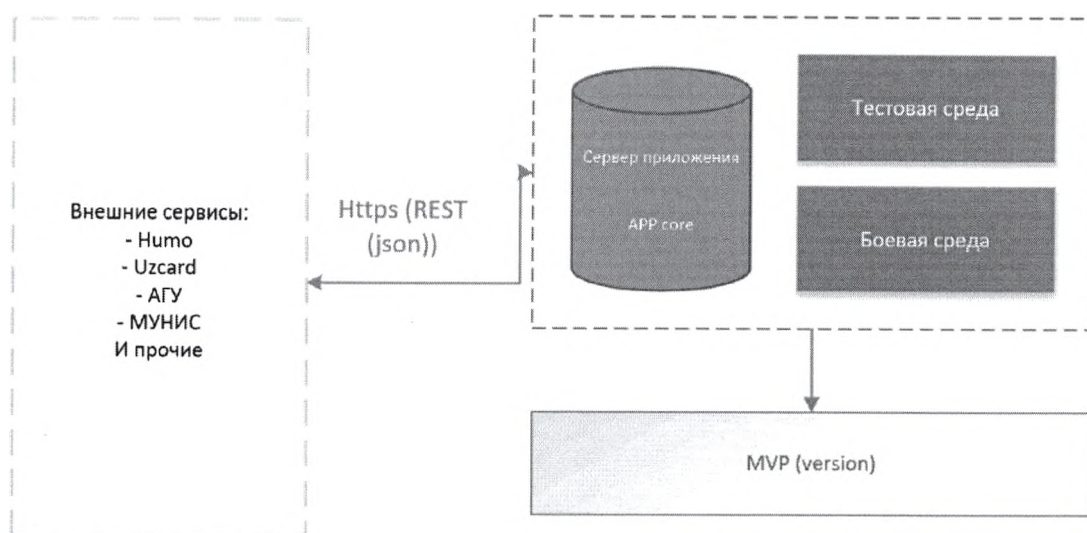 Внешние сервисы:
- Humo
- Uzcard
- АГУ
- МУНИС
И прочие
Https (REST
(json))
Сервер приложения
APP core
Тестовая среда
Боевая среда
MVP (version)